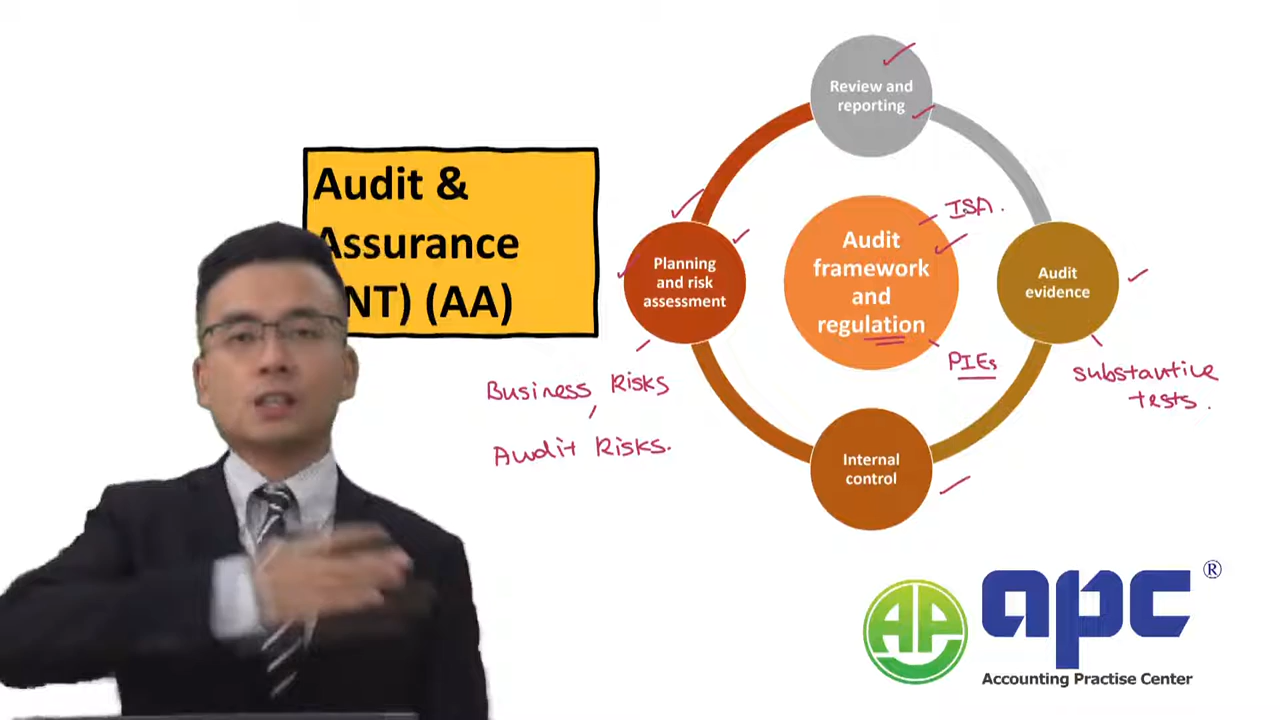 Audit &
Assurance
NT) (AA)
Review and
reporting
Planning
and risk
assessment
Audit
framework
and
regulation
Audit
evidence
Internal
control
ISA.
PIEs
Business Risks
Audit Risks.
Substantive
tests.
AP
apc ®
Accounting Practise Center